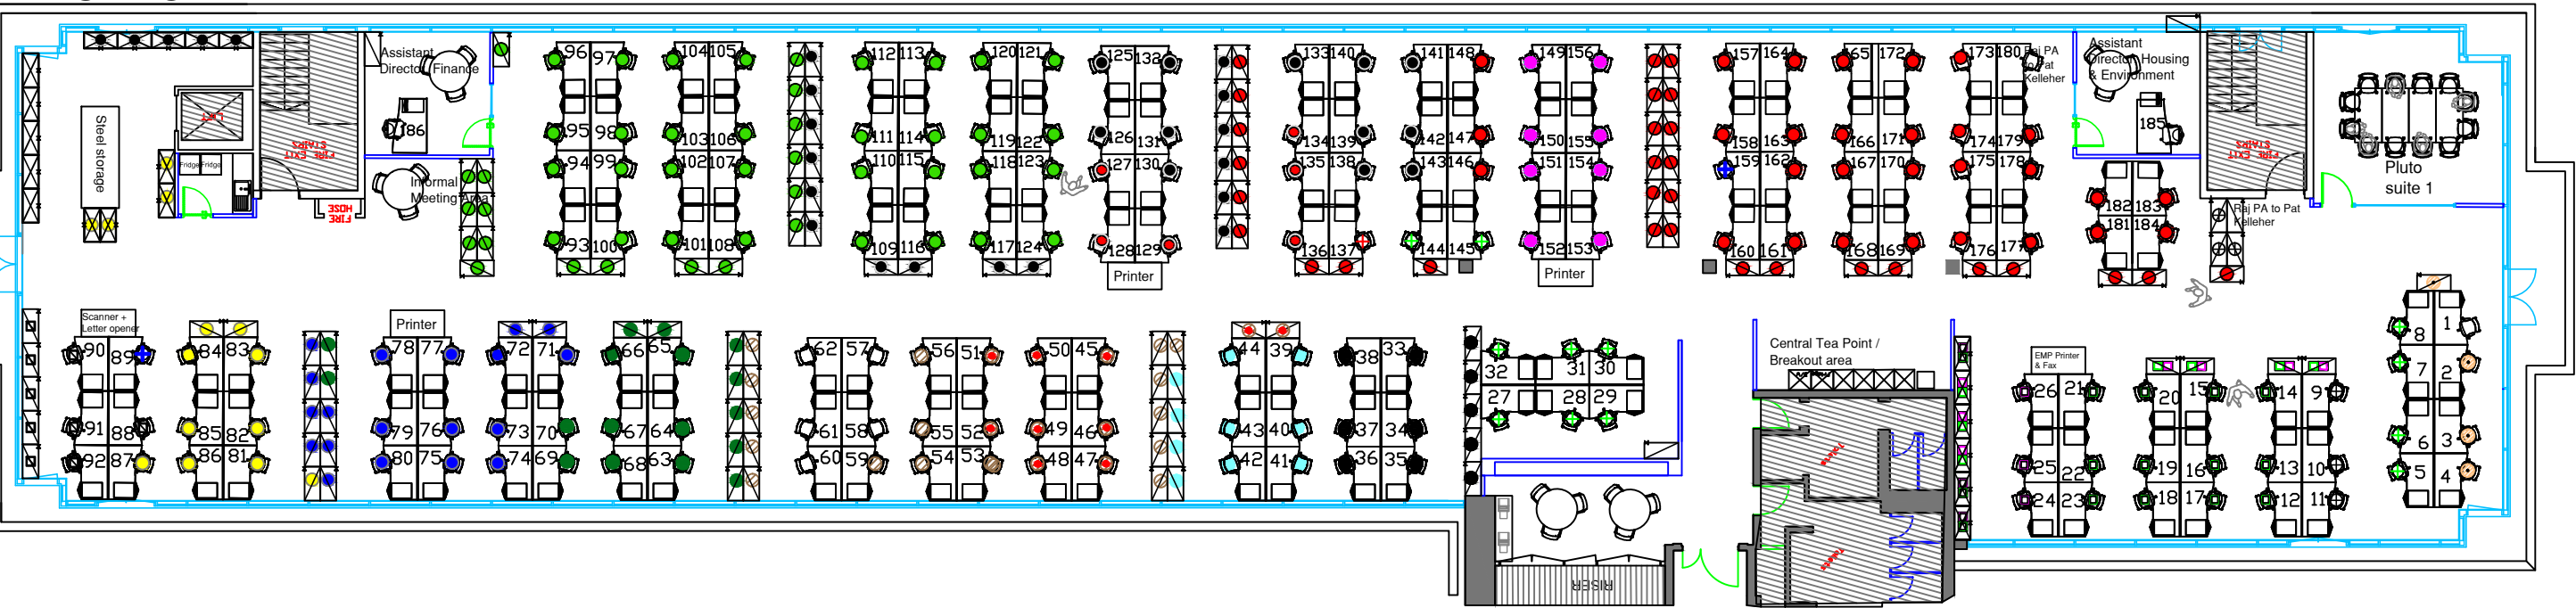 96 97 104 105 112 113 120 121 125 132 133 140 141 148 149 156 157 164 65 172 173 180
Assistant
Director Finance
Raj PA
to Pat
Kelleher
Assistant
Director Housing
& Environment
186
185
Steel storage
LIFT
FIRE EXIT
STAIRS
95 98 103 106 111 114 119 122 126 131 134 139 142 147 150 155 158 163 166 171 174 179
FIRE EXIT
STAIRS
Fridge Fridge
94 99 102 107 110 115 118 123 127 130 135 138 143 146 151 154 159 162 167 170 175 178
Pluto
suite 1
Informal
Meeting Area
FIRE
HOSE
182 183
181 184
Raj PA to Pat
Kelleher
93 100 101 108 109 116 117 124 128 129 136 137 144 145 152 153 160 161 168 169 176 177
Printer
Printer
Scanner +
Letter opener
Printer
Central Tea Point /
Breakout area
EMP Printer
& Fax
90 89 84 83 78 77 72 71 66 65 62 57 56 51 50 45 44 39 38 33
32 31 30
27 28 29
91 88 85 82 79 76 73 70 67 64 61 58 55 52 49 46 43 40 37 34
92 87 86 81 80 75 74 69 68 63 60 59 54 53 48 47 42 41 36 35
26 21 20 15 14 9
25 22 19 16 13 10
24 23 18 17 12 11
8 1
7 2
6 3
5 4
Toilets
Toilets
RISER